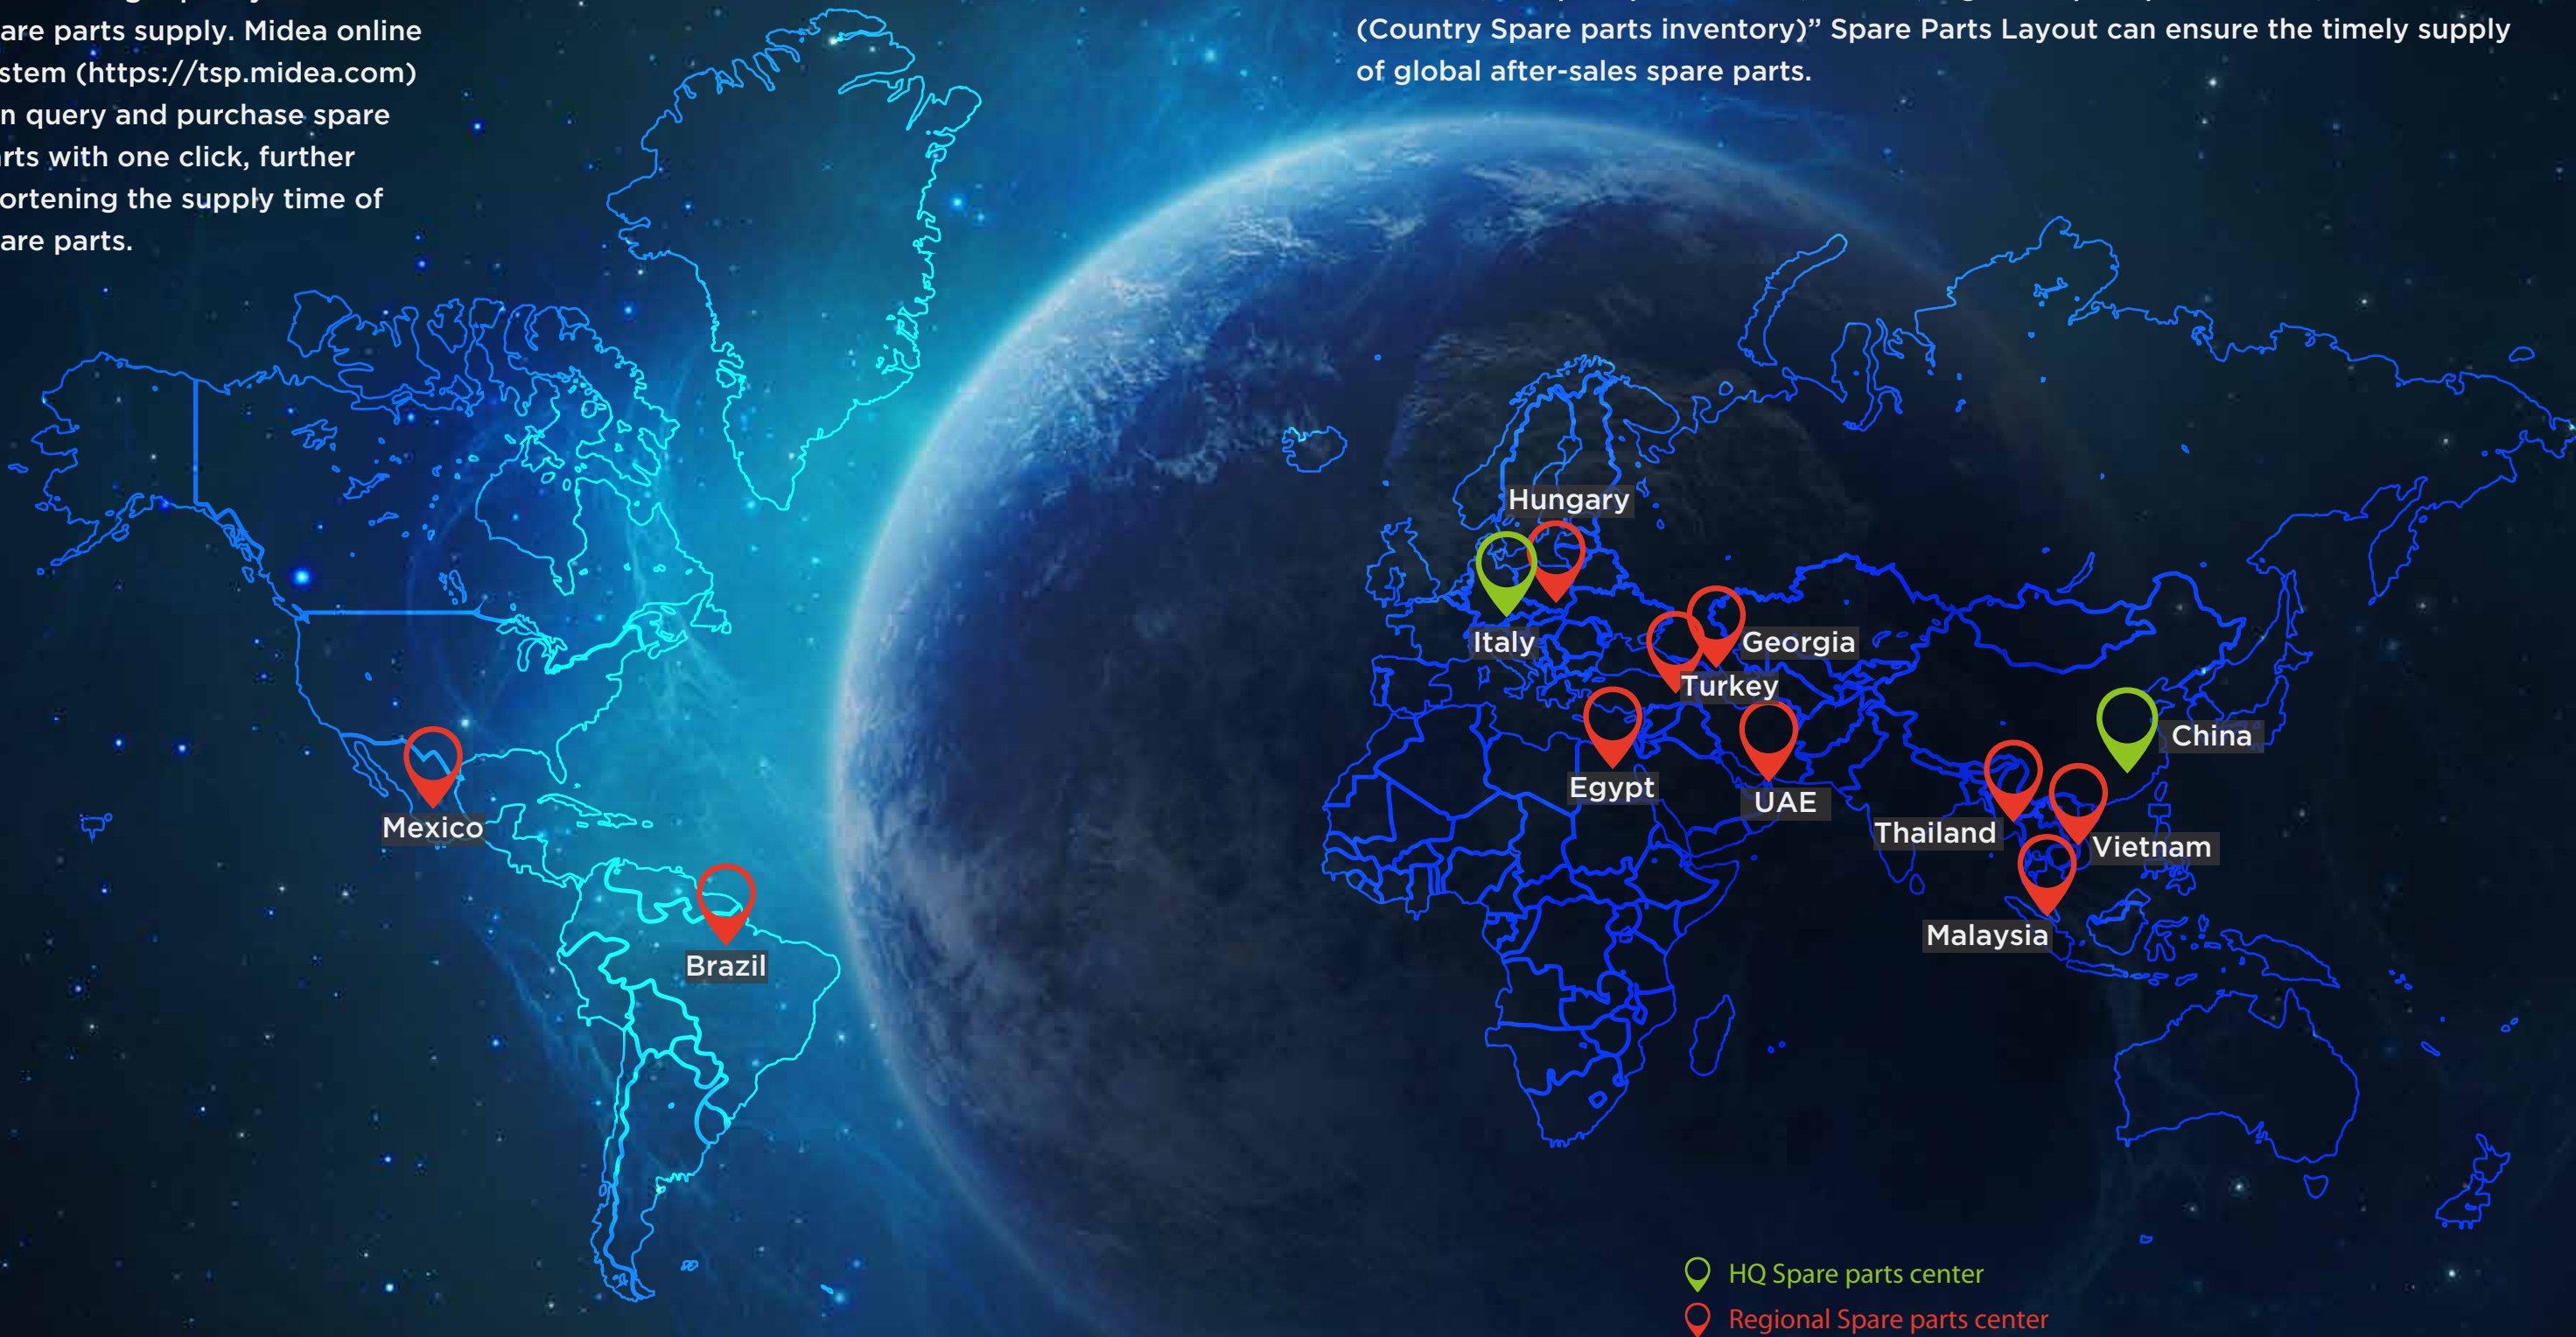 are parts supply. Midea online
stem (https://tsp.midea.com)
n query and purchase spare
rts with one click, further
ortening the supply time of
are parts.
(Country Spare parts inventory)” Spare Parts Layout can ensure the timely supply
of global after-sales spare parts.
Hungary
Italy
Georgia
Turkey
Egypt
UAE
China
Thailand
Vietnam
Malaysia
Mexico
Brazil
HQ Spare parts center
Regional Spare parts center